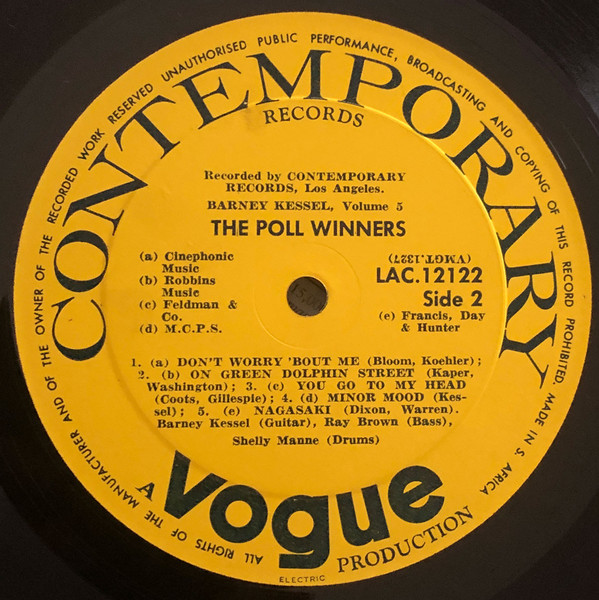 ALL RIGHTS OF THE MANUFACTURER AND OF THE OWNER OF THE RECORDED WORK RESERVED UNAUTHORISED PUBLIC PERFORMANCE, BROADCASTING AND COPYING OF THIS RECORD PROHIBITED. MADE IN S. AFRICA
CONTEMPORARY
RECORDS
Recorded by CONTEMPORARY
RECORDS, Los Angeles.
BARNEY KESSEL, Volume 5
THE POLL WINNERS
(a) Cinephonic
Music
(b) Robbins
Music
(c) Feldman &
Co.
(d) M.C.P.S.
(VMGT.1327)
LAC.12122
Side 2
(e) Francis, Day
& Hunter
1. (a) DON'T WORRY 'BOUT ME (Bloom, Koehler);
2. (b) ON GREEN DOLPHIN STREET (Kaper,
Washington); 3. (c) YOU GO TO MY HEAD
(Coots, Gillespie); 4. (d) MINOR MOOD (Kes-
sel); 5. (e) NAGASAKI (Dixon, Warren).
Barney Kessel (Guitar), Ray Brown (Bass),
Shelly Manne (Drums)
A
vogue
PRODUCTION
ELECTRIC